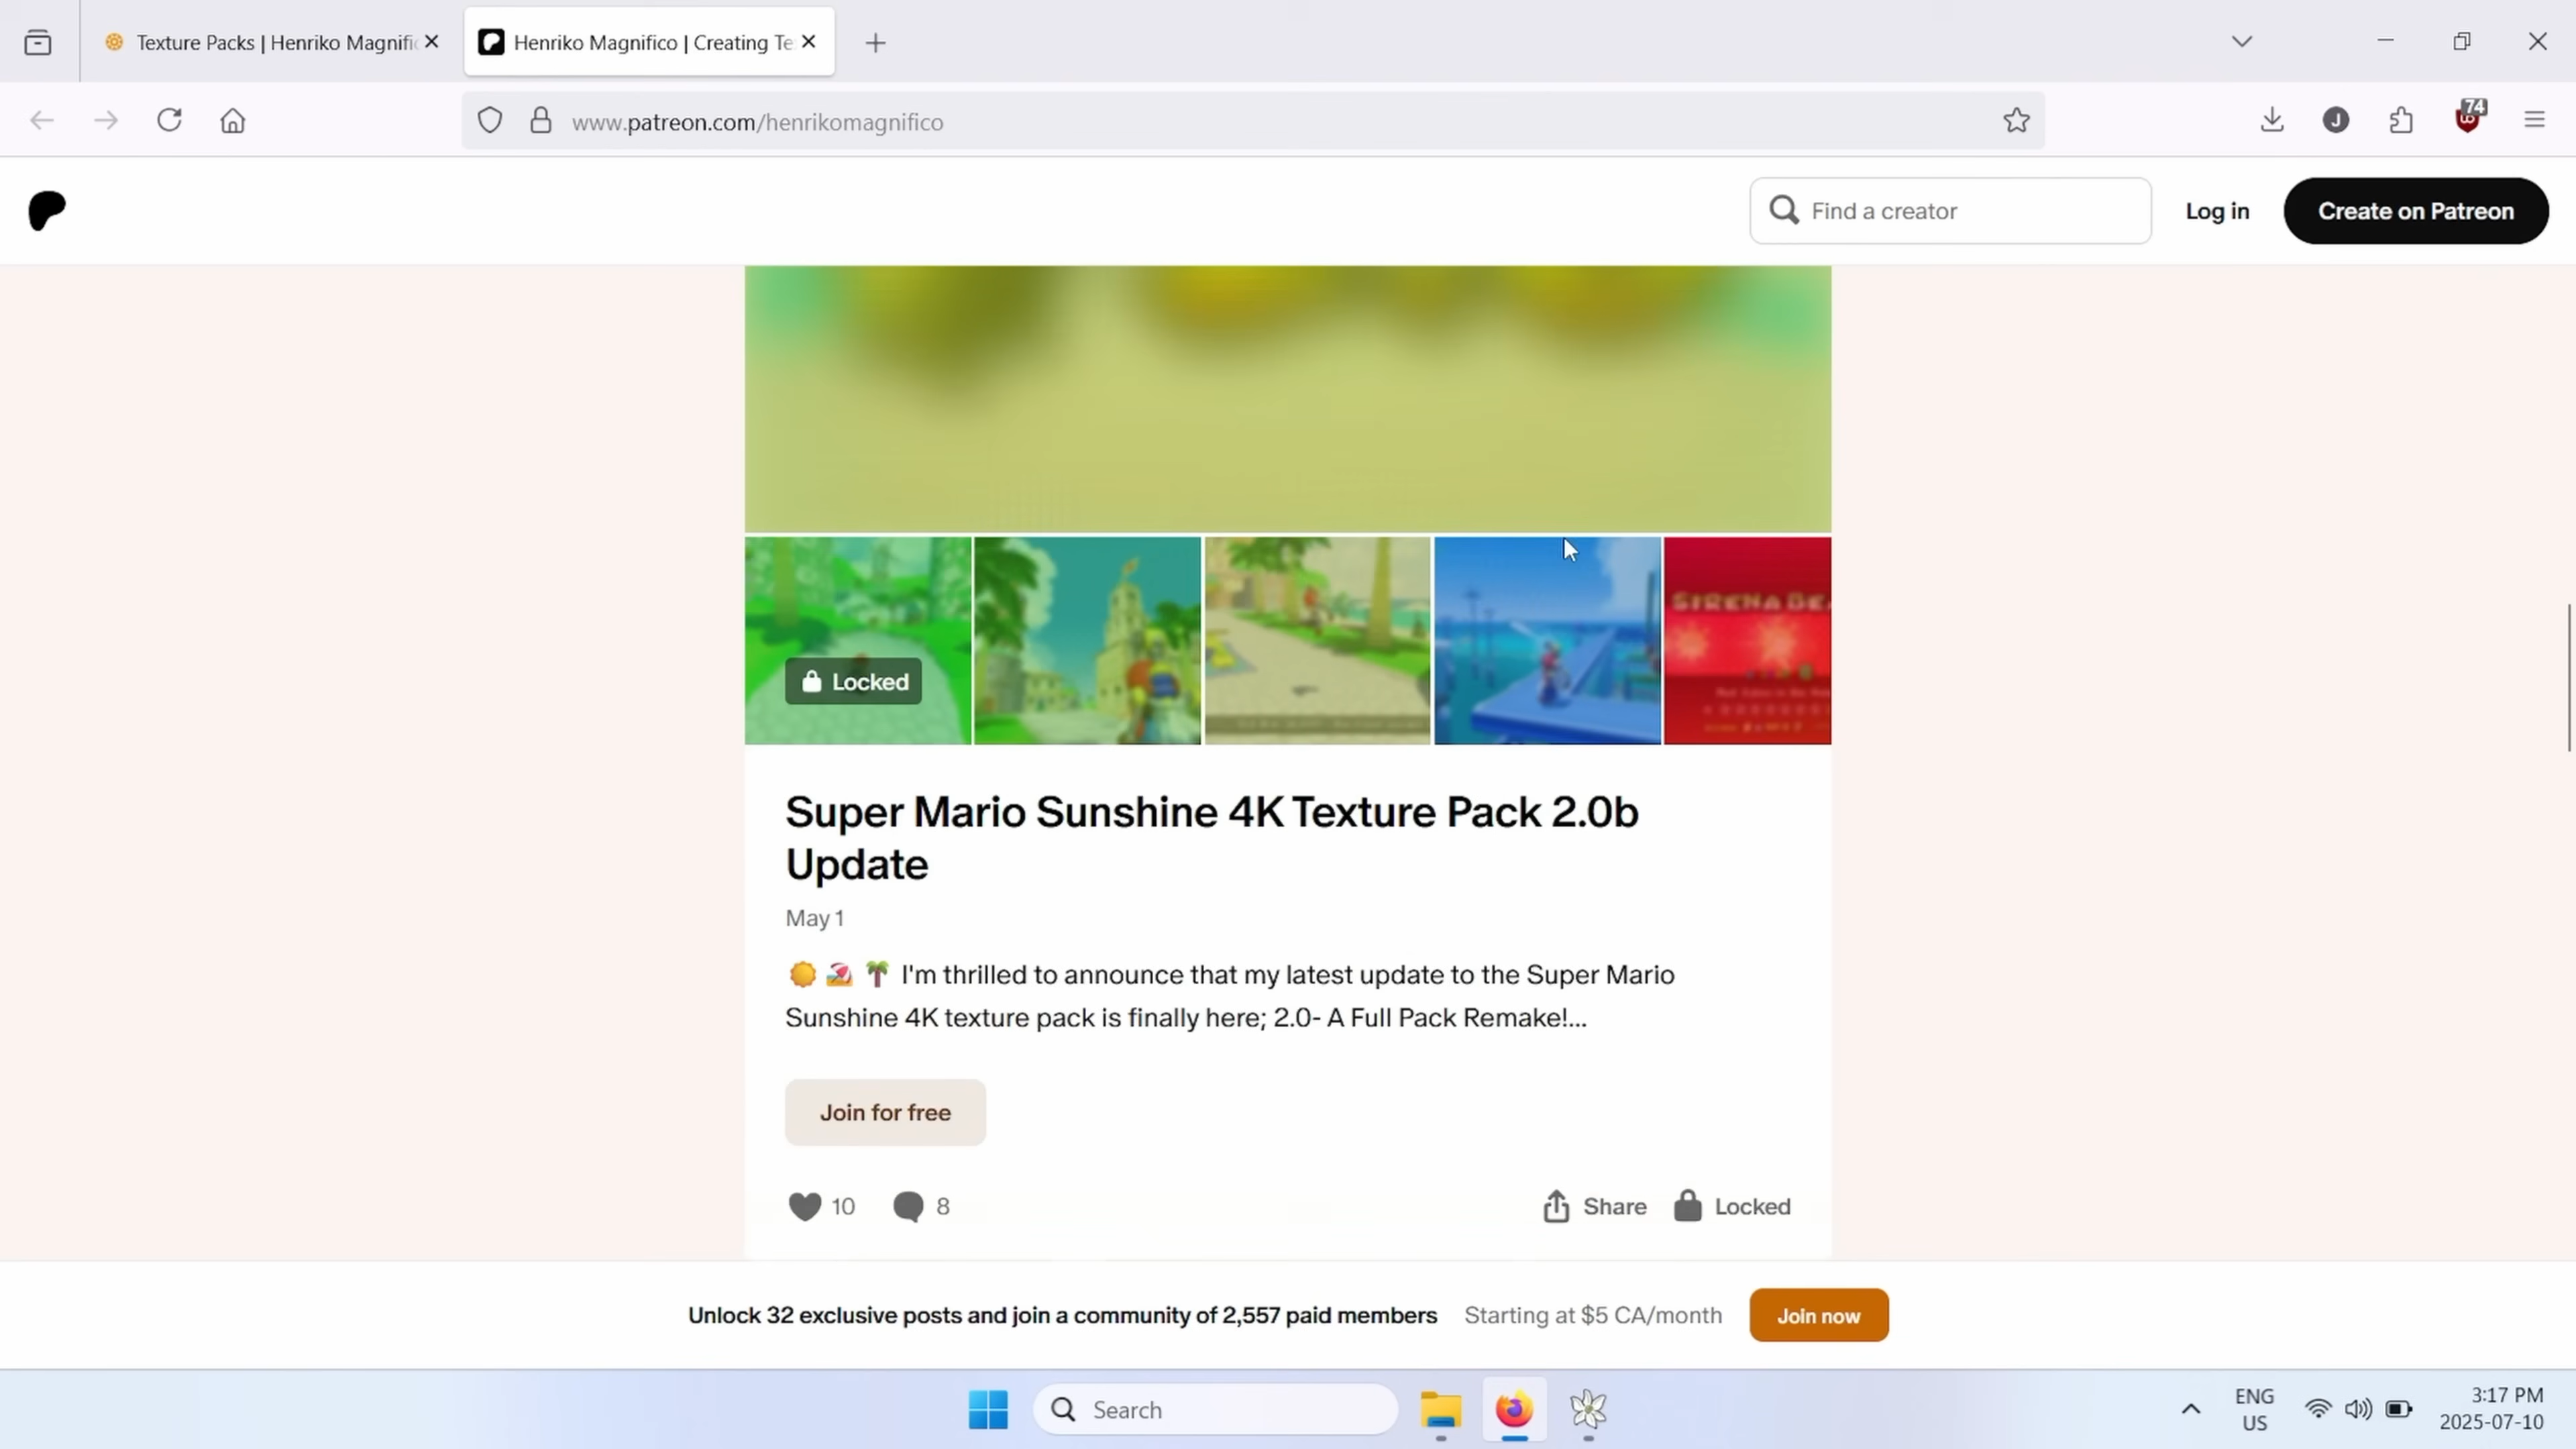 Texture Packs | Henriko Magnific
Henriko Magnifico | Creating Te
74
www.patreon.com/henrikomagnifico
J
Find a creator
Log in
Create on Patreon
Locked
SIRENA BE
Super Mario Sunshine 4K Texture Pack 2.0b
Update
May 1
🌞 🏖️ 🌴 I'm thrilled to announce that my latest update to the Super Mario
Sunshine 4K texture pack is finally here; 2.0- A Full Pack Remake!...
Join for free
10
8
Share
Locked
Unlock 32 exclusive posts and join a community of 2,557 paid members
Starting at $5 CA/month
Join now
Search
ENG
US
3:17 PM
2025-07-10